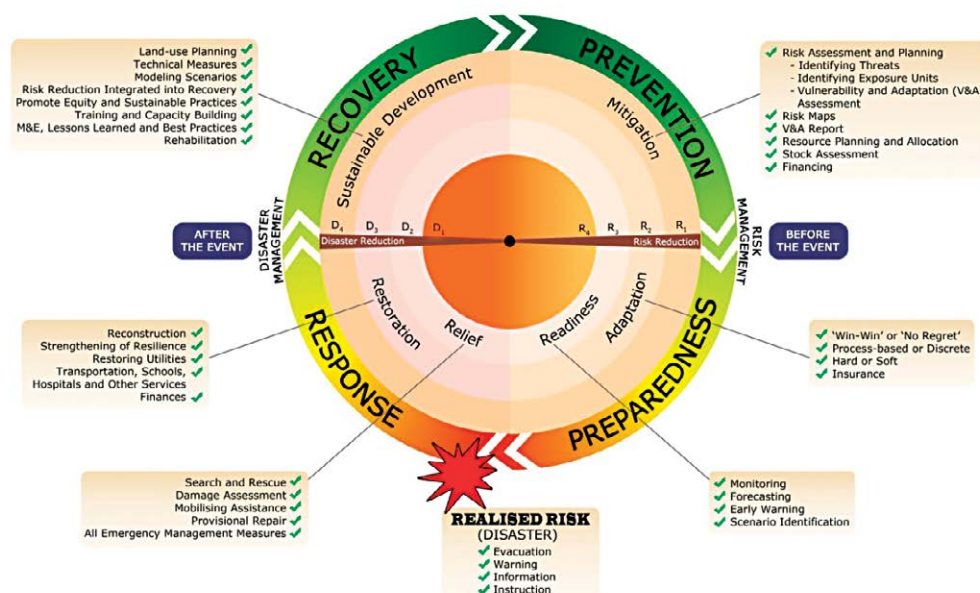 Land-use Planning
Technical Measures
Modeling Scenarios
Risk Reduction Integrated into Recovery
Promote Equity and Sustainable Practices
Training and Capacity Building
M&E, Lessons Learned and Best Practices
Rehabilitation
RECOVERY
PREVENTION
Sustainable Development
Mitigation
Risk Assessment and Planning
- Identifying Threats
- Identifying Exposure Units
- Vulnerability and Adaptation (V&A
Assessment
Risk Maps
V&A Report
Resource Planning and Allocation
Stock Assessment
Financing
AFTER
THE EVENT
DISASTER
MANAGEMENT
D4 D3 D2 D1
Disaster Reduction
R4 R3 R2 R1
Risk Reduction
RISK
MANAGEMENT
BEFORE
THE EVENT
Reconstruction
Strengthening of Resilience
Restoring Utilities
Transportation, Schools,
Hospitals and Other Services
Finances
Restoration
Relief
Readiness
Adaptation
RESPONSE
PREPAREDNESS
'Win-Win' or 'No Regret'
Process-based or Discrete
Hard or Soft
Insurance
Search and Rescue
Damage Assessment
Mobilising Assistance
Provisional Repair
All Emergency Management Measures
REALISED RISK
(DISASTER)
Evacuation
Warning
Information
Instruction
Monitoring
Forecasting
Early Warning
Scenario Identification